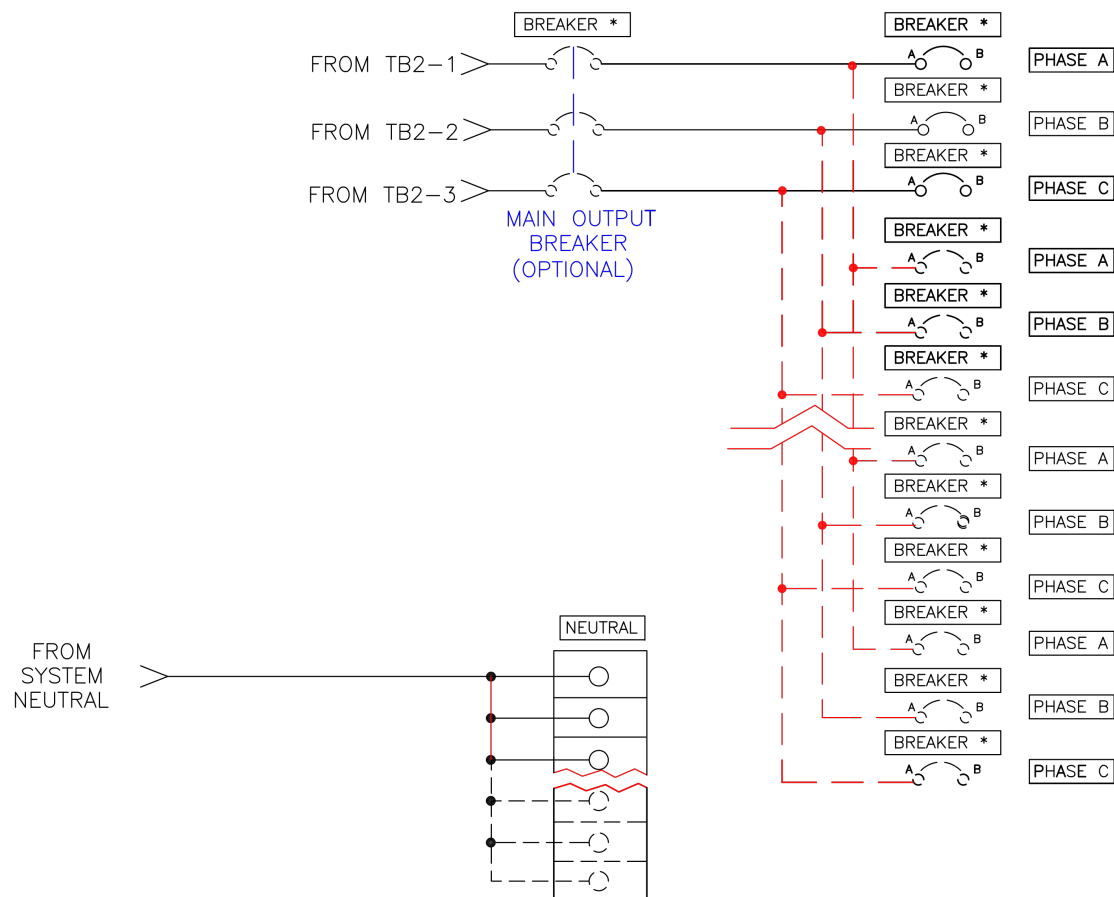 BREAKER *
BREAKER *
FROM TB2-1
A B
PHASE A
BREAKER *
FROM TB2-2
A B
PHASE B
BREAKER *
FROM TB2-3
A B
PHASE C
MAIN OUTPUT
BREAKER
(OPTIONAL)
BREAKER *
A B
PHASE A
BREAKER *
A B
PHASE B
BREAKER *
A B
PHASE C
BREAKER *
A B
PHASE A
BREAKER *
A B
PHASE B
BREAKER *
A B
PHASE C
BREAKER *
A B
PHASE A
BREAKER *
A B
PHASE B
BREAKER *
A B
PHASE C
NEUTRAL
FROM
SYSTEM
NEUTRAL